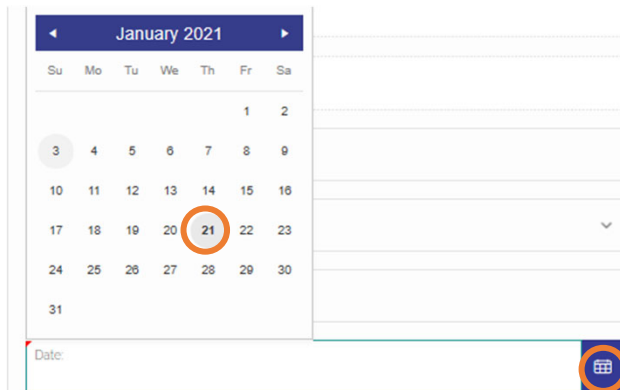 January 2021
Su Mo Tu We Th Fr Sa
1 2
3 4 5 6 7 8 9
10 11 12 13 14 15 16
17 18 19 20 21 22 23
24 25 26 27 28 29 30
31
Date: